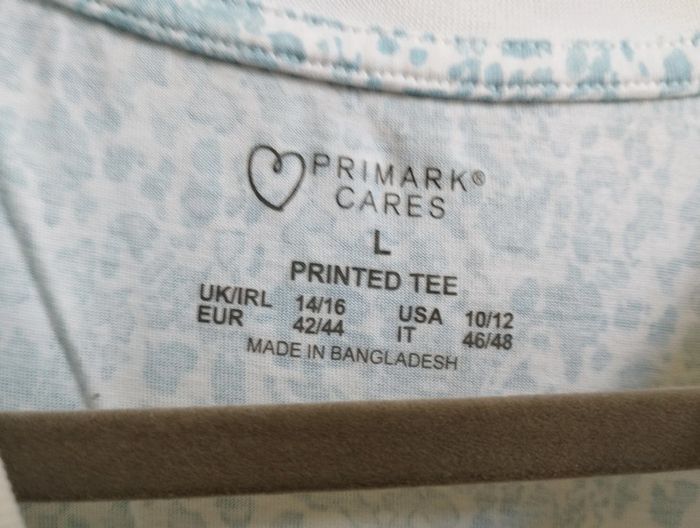 PRIMARK®
CARES
L
PRINTED TEE
UK/IRL 14/16 USA 10/12
EUR 42/44 IT 46/48
MADE IN BANGLADESH